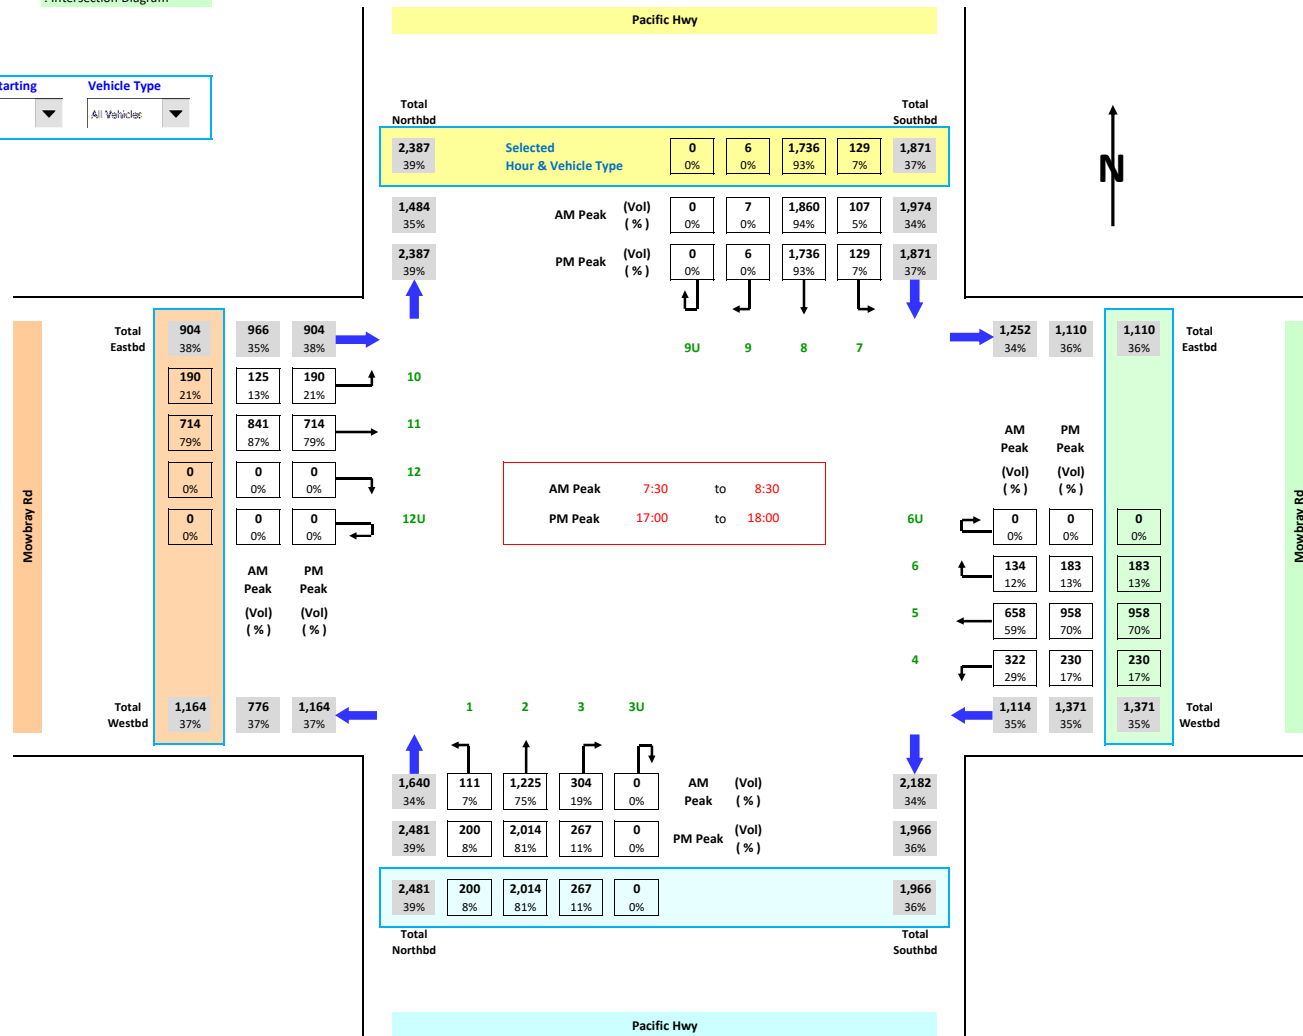 : Intersection Diagram
Pacific Hwy
tarting Vehicle Type
All Vehicles
Total Northbd
Total Southbd
2,387 Selected 0 6 1,736 129 1,871
39% Hour & Vehicle Type 0% 0% 93% 7% 37%
1,484 AM Peak (Vol) 0 7 1,860 107 1,974
35% ( % ) 0% 0% 94% 5% 34%
2,387 PM Peak (Vol) 0 6 1,736 129 1,871
39% ( % ) 0% 0% 93% 7% 37%
N
9U 9 8 7
Total Eastbd
904 966 904
38% 35% 38%
190 125 190 10
21% 13% 21%
714 841 714 11
79% 87% 79%
0 0 0 12
0% 0% 0%
0 0 0 12U
0% 0% 0%
AM Peak
PM Peak
(Vol) (Vol)
( % ) ( % )
Mowbray Rd
Total Westbd
1,164 776 1,164
37% 37% 37%
AM Peak 7:30 to 8:30
PM Peak 17:00 to 18:00
1,252 1,110 1,110
34% 36% 36%
Total Eastbd
AM Peak
PM Peak
(Vol) (Vol)
( % ) ( % )
6U 0 0 0
0% 0% 0%
6 134 183 183
12% 13% 13%
5 658 958 958
59% 70% 70%
4 322 230 230
29% 17% 17%
1,114 1,371 1,371
35% 35% 35%
Total Westbd
Mowbray Rd
1 2 3 3U
1,640 111 1,225 304 0 AM Peak (Vol) 2,182
34% 7% 75% 19% 0% ( % ) 34%
2,481 200 2,014 267 0 PM Peak (Vol) 1,966
39% 8% 81% 11% 0% ( % ) 36%
2,481 200 2,014 267 0 1,966
39% 8% 81% 11% 0% 36%
Total Northbd
Total Southbd
Pacific Hwy